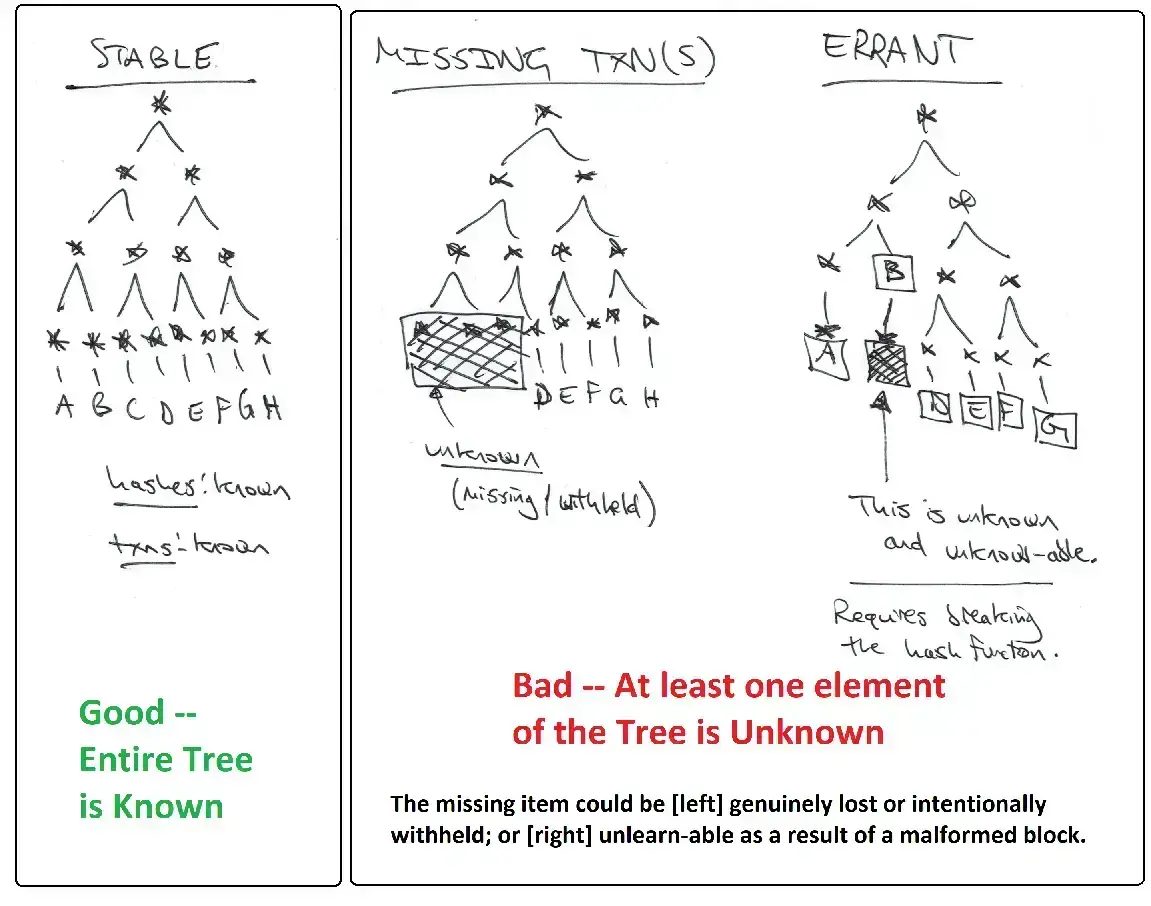 STABLE
A B C D E F G H
hashes: known
txns: known
Good --
Entire Tree
is Known
MISSING TXN(S)
D E F G H
unknown
(missing/withheld)
ERRANT
B
A
D E F G
This is unknown
and unknow-able.
Requires breaking
the hash function.
Bad -- At least one element
of the Tree is Unknown
The missing item could be [left] genuinely lost or intentionally
withheld; or [right] unlearn-able as a result of a malformed block.